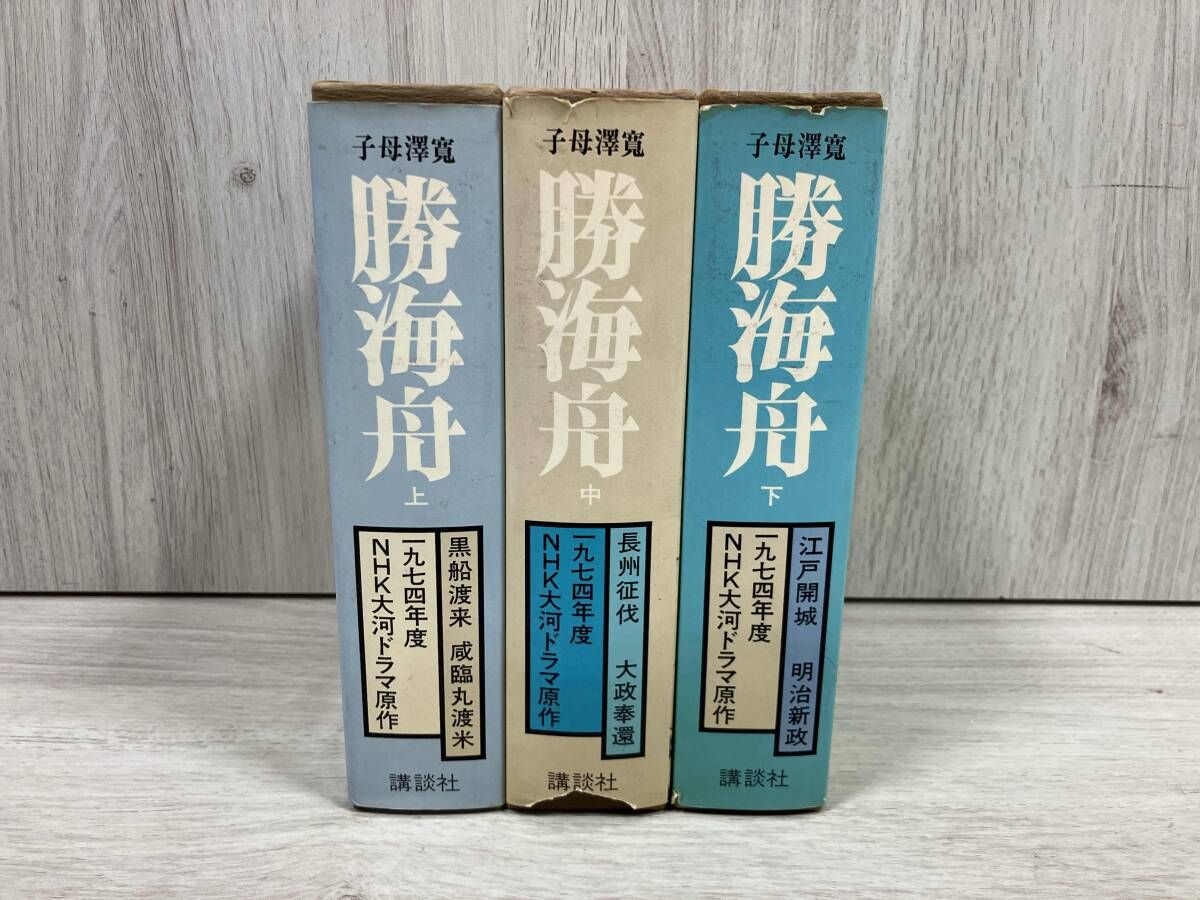 子母澤寛
勝海舟
上
黒船渡来 咸臨丸渡米
一九七四年度
NHK大河ドラマ原作
講談社
子母澤寛
勝海舟
中
長州征伐 大政奉還
一九七四年度
NHK大河ドラマ原作
講談社
子母澤寛
勝海舟
下
江戸開城 明治新政
一九七四年度
NHK大河ドラマ原作
講談社